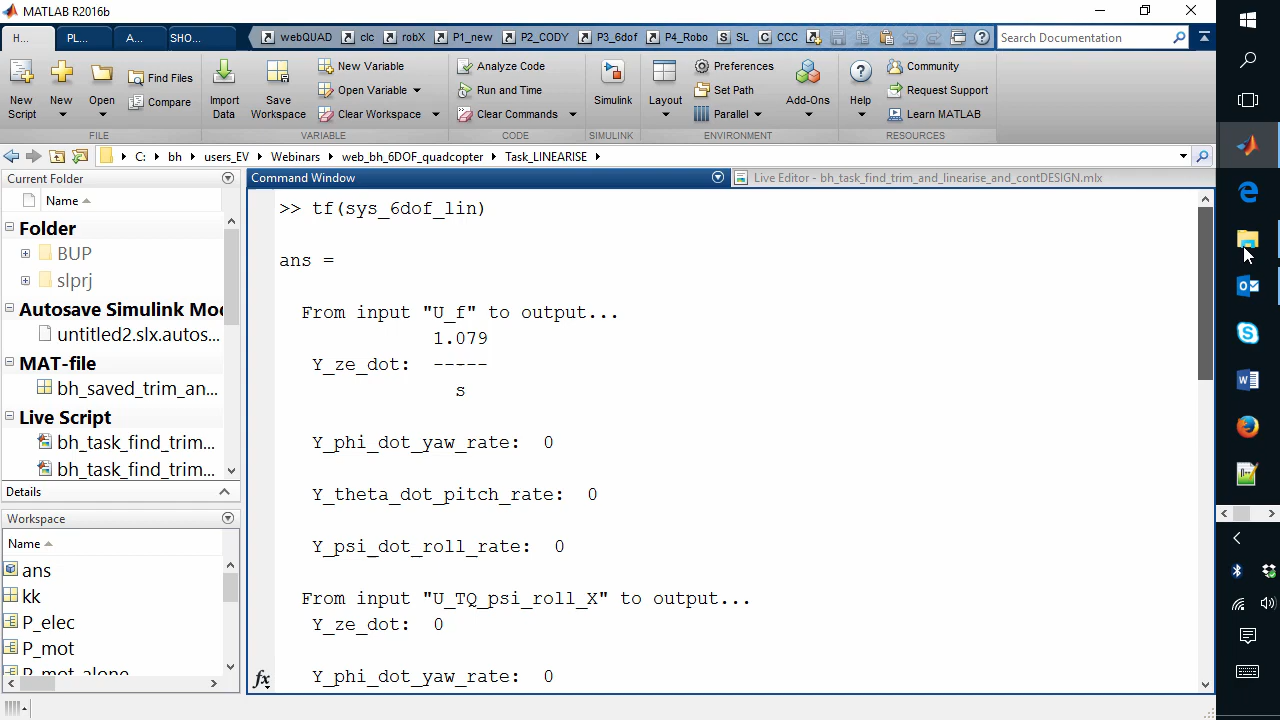 MATLAB R2016b
H...
PL...
A...
SHO...
webQUAD
clc
robX
P1_new
P2_CODY
P3_6dof
P4_Robo
SL
CCC
Search Documentation
New Script
New
Open
Find Files
Compare
Import Data
Save Workspace
New Variable
Open Variable
Clear Workspace
Analyze Code
Run and Time
Clear Commands
Simulink
Layout
Preferences
Set Path
Parallel
Add-Ons
Help
Community
Request Support
Learn MATLAB
FILE
VARIABLE
CODE
SIMULINK
ENVIRONMENT
RESOURCES
C:
bh
users_EV
Webinars
web_bh_6DOF_quadcopter
Task_LINEARISE
Current Folder
Name
Folder
BUP
slprj
Autosave Simulink Mo
untitled2.slx.autos...
MAT-file
bh_saved_trim_an...
Live Script
bh_task_find_trim...
bh_task_find_trim...
Details
Workspace
Name
ans
kk
P_elec
P_mot
P_mot_alone
Command Window
Live Editor - bh_task_find_trim_and_linearise_and_contDESIGN.mlx
>> tf(sys_6dof_lin)
ans =
From input "U_f" to output...
1.079
Y_ze_dot: -----
s
Y_phi_dot_yaw_rate: 0
Y_theta_dot_pitch_rate: 0
Y_psi_dot_roll_rate: 0
From input "U_TQ_psi_roll_X" to output...
Y_ze_dot: 0
Y_phi_dot_yaw_rate: 0
fx